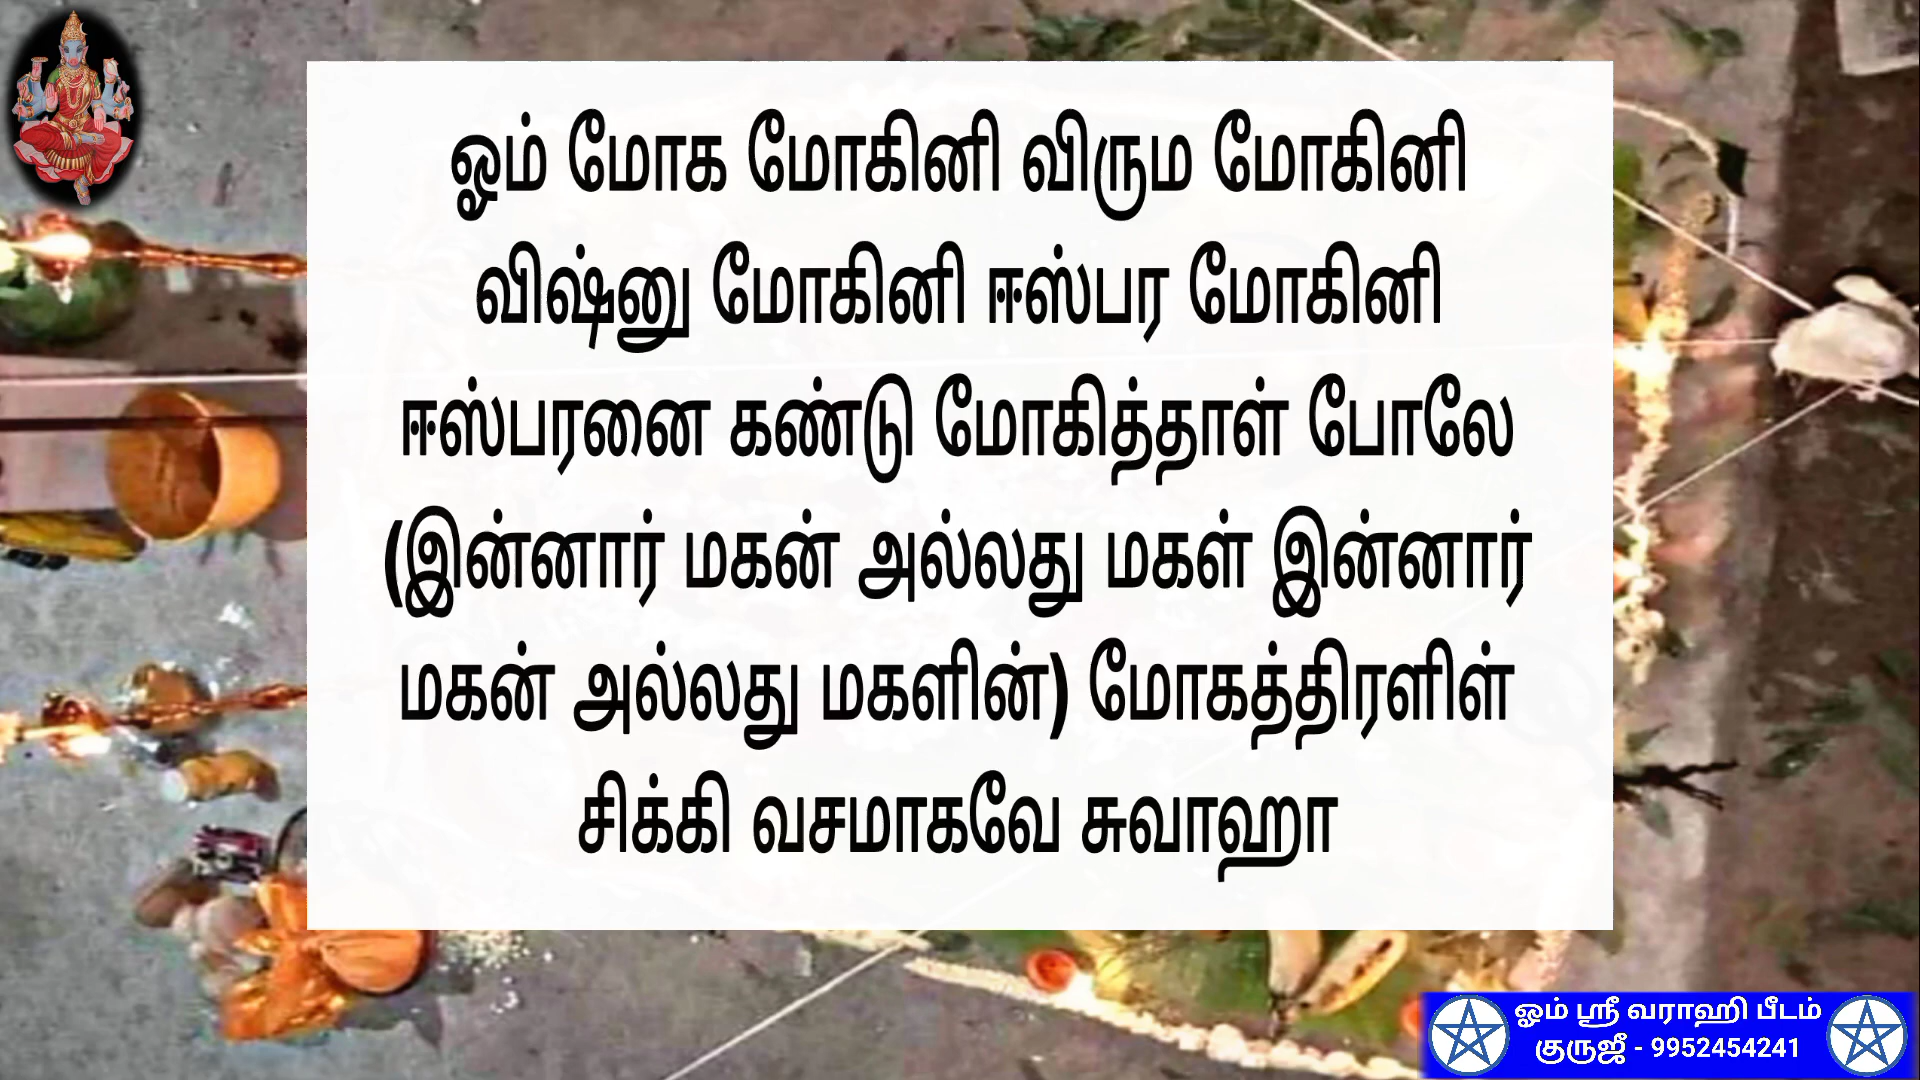 ஓம் மோக மோகினி விரும மோகினி
விஷ்னு மோகினி ஈஸ்பர மோகினி
ஈஸ்பரனை கண்டு மோகித்தாள் போலே
(இன்னார் மகன் அல்லது மகள் இன்னார்
மகன் அல்லது மகளின்) மோகத்திரளிள்
சிக்கி வசமாகவே சுவாஹா
ஓம் ஸ்ரீ வராஹி பீடம்
குருஜீ - 9952454241